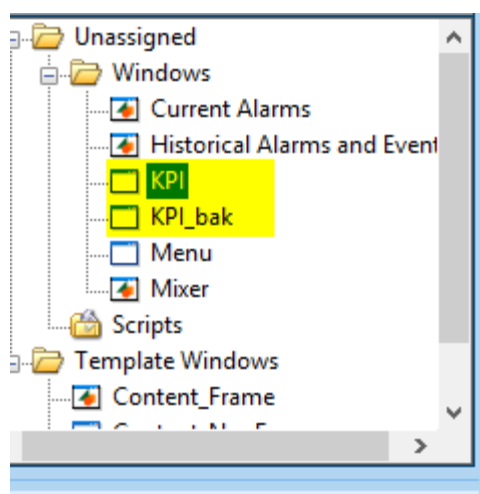 Unassigned
Windows
Current Alarms
Historical Alarms and Event
KPI
KPI_bak
Menu
Mixer
Scripts
Template Windows
Content_Frame